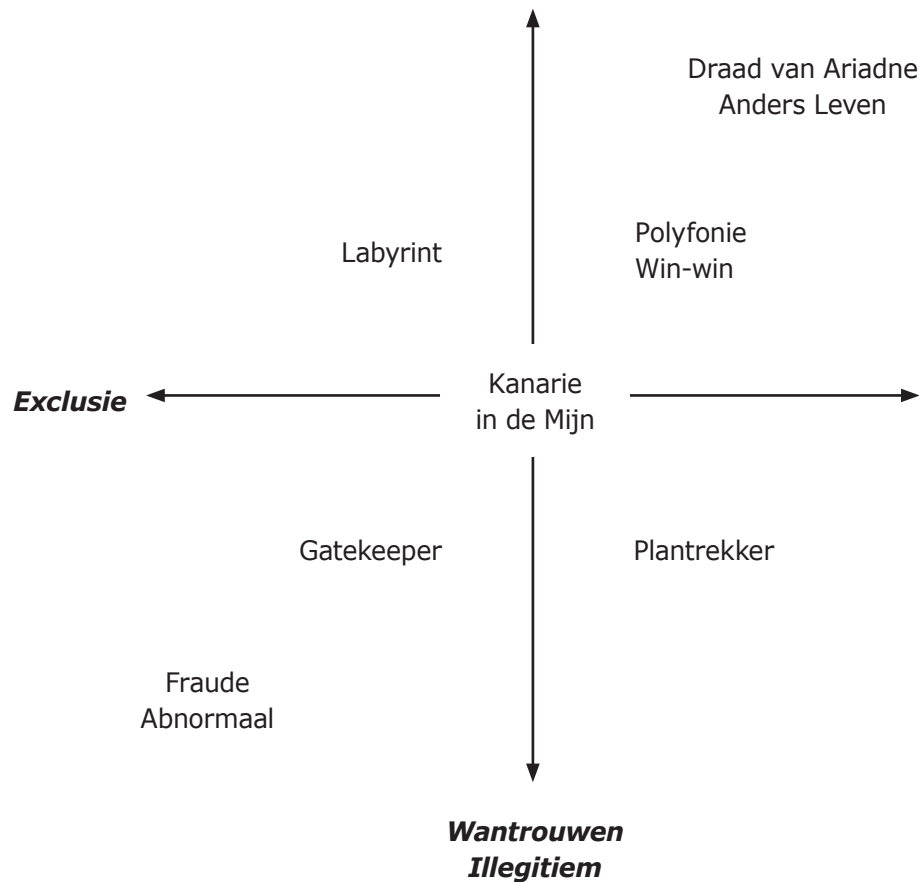 Draad van Ariadne
Anders Leven
Labyrint
Polyfonie
Win-win
Exclusie
Kanarie
in de Mijn
Gatekeeper
Plantrekker
Fraude
Abnormaal
Wantrouwen
Illegitiem